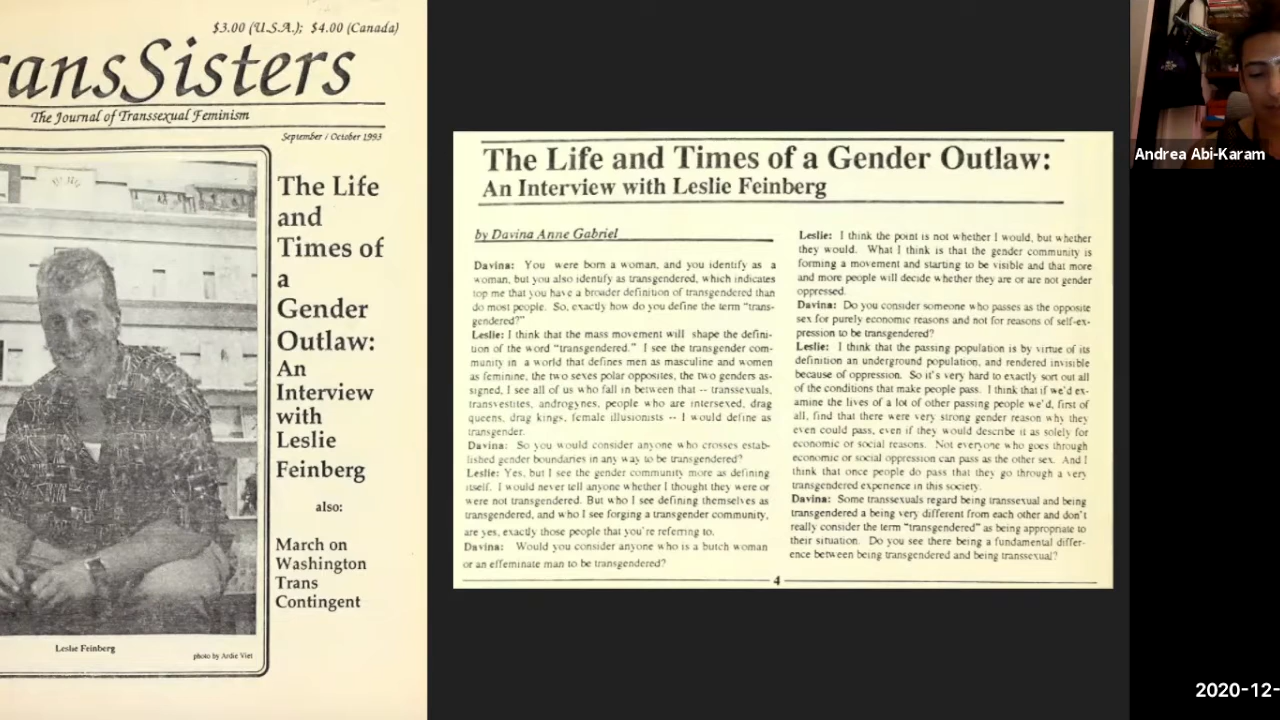 $3.00 (U.S.A.); $4.00 (Canada)
ransSisters
The Journal of Transsexual Feminism
September / October 1993
The Life
and
Times of
a
Gender
Outlaw:
An
Interview
with
Leslie
Feinberg
also:
March on
Washington
Trans
Contingent
Leslie Feinberg
photo by Ardie Viet
The Life and Times of a Gender Outlaw:
An Interview with Leslie Feinberg
by Davina Anne Gabriel
Davina: You were born a woman, and you identify as a
woman, but you also identify as transgendered, which indicates
top me that you have a broader definition of transgendered than
do most people. So, exactly how do you define the term "trans-
gendered?"
Leslie: I think that the mass movement will shape the defini-
tion of the word "transgendered." I see the transgender com-
munity in a world that defines men as masculine and women
as feminine, the two sexes polar opposites, the two genders as-
signed, I see all of us who fall in between that -- transsexuals,
transvestites, androgynes, people who are intersexed, drag
queens, drag kings, female illusionists -- I would define as
transgender.
Davina: So you would consider anyone who crosses estab-
lished gender boundaries in any way to be transgendered?
Leslie: Yes, but I see the gender community more as defining
itself. I would never tell anyone whether I thought they were or
were not transgendered. But who I see defining themselves as
transgendered, and who I see forging a transgender community,
are yes, exactly those people that you're referring to.
Davina: Would you consider anyone who is a butch woman
or an effeminate man to be transgendered?
Leslie: I think the point is not whether I would, but whether
they would. What I think is that the gender community is
forming a movement and starting to be visible and that more
and more people will decide whether they are or are not gender
oppressed.
Davina: Do you consider someone who passes as the opposite
sex for purely economic reasons and not for reasons of self-ex-
pression to be transgendered?
Leslie: I think that the passing population is by virtue of its
definition an underground population, and rendered invisible
because of oppression. So it's very hard to exactly sort out all
of the conditions that make people pass. I think that if we'd ex-
amine the lives of a lot of other passing people we'd, first of
all, find that there were very strong gender reason why they
even could pass, even if they would describe it as solely for
economic or social reasons. Not everyone who goes through
economic or social oppression can pass as the other sex. And I
think that once people do pass that they go through a very
transgendered experience in this society.
Davina: Some transsexuals regard being transsexual and being
transgendered a being very different from each other and don't
really consider the term "transgendered" as being appropriate to
their situation. Do you see there being a fundamental differ-
ence between being transgendered and being transsexual?
4
Andrea Abi-Karam
2020-12-